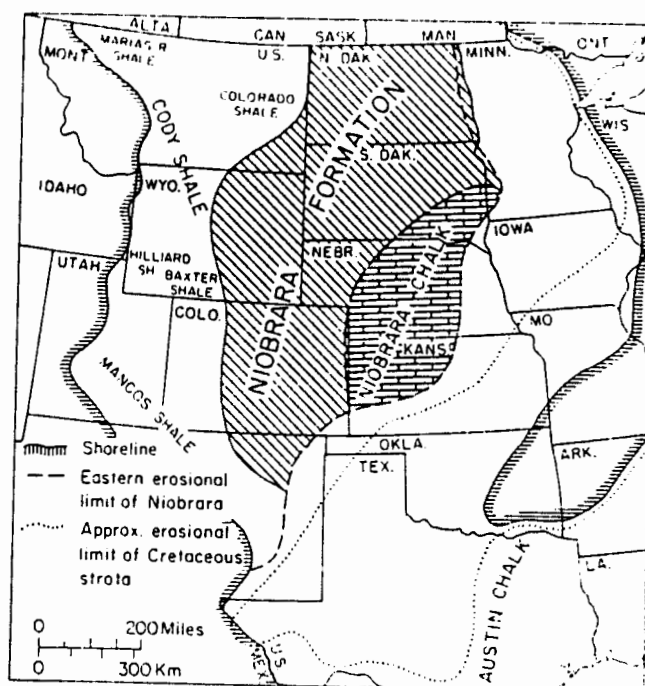 ALTA
CAN
SASK
MAN
ONT
MARIAS R
SHALE
U.S.
N. DAK.
MINN.
MONT.
COLORADO
SHALE
WIS
CODY SHALE
FORMATION
S. DAK.
IDAHO
WYO.
IOWA
UTAH
HILLIARD
SH BAXTER
SHALE
NEBR.
NIOBRARA
NIOBRARA CHALK
COLO.
MO
KANS
MANCOS SHALE
OKLA.
TEX.
ARK.
LA.
AUSTIN CHALK
U.S.
MEX.
Shoreline
Eastern erosional
limit of Niobrara
Approx. erosional
limit of Cretaceous
strota
0 200 Miles
0 300 Km